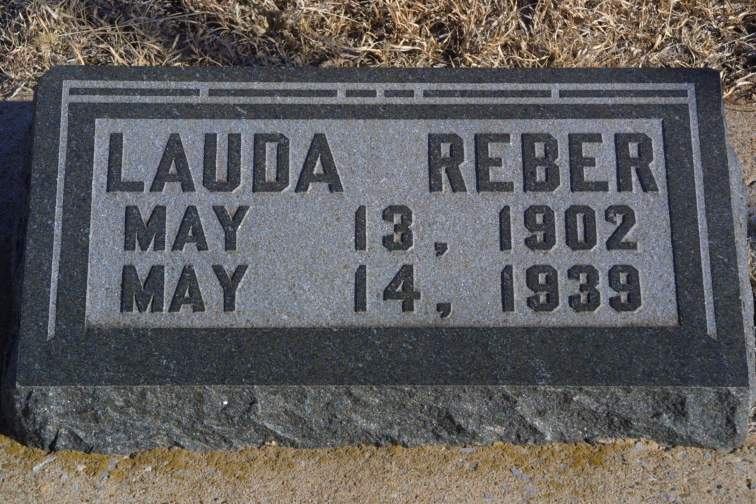 LAUDA REBER
MAY 13, 1902
MAY 14, 1939